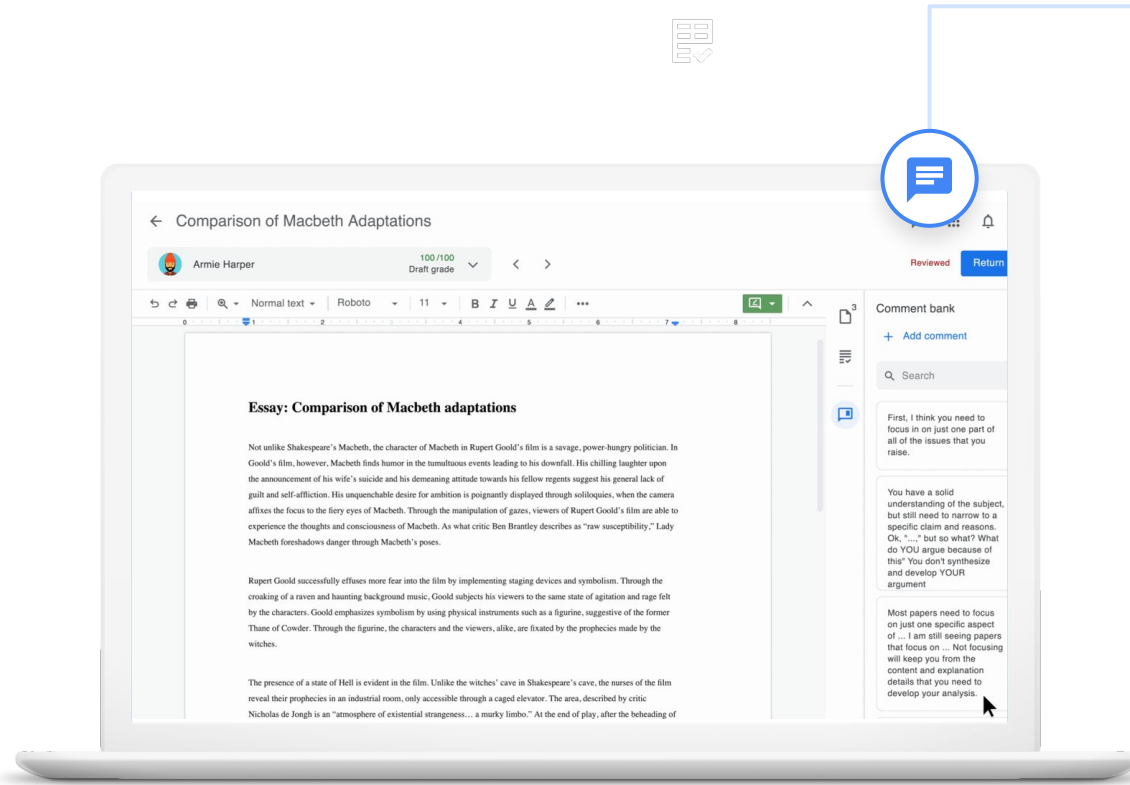 Comparison of Macbeth Adaptations
Armie Harper
100/100
Draft grade
Reviewed
Return
Normal text
Roboto
11
B I U A
0 1 2 4 5 6 7 8
3
Comment bank
+ Add comment
Search
First, I think you need to
focus in on just one part of
all of the issues that you
raise.
You have a solid
understanding of the subject,
but still need to narrow to a
specific claim and reasons.
Ok, "...," but so what? What
do YOU argue because of
this" You don't synthesize
and develop YOUR
argument
Most papers need to focus
on just one specific aspect
of ... I am still seeing papers
that focus on ... Not focusing
will keep you from the
content and explanation
details that you need to
develop your analysis.
Essay: Comparison of Macbeth adaptations
Not unlike Shakespeare's Macbeth, the character of Macbeth in Rupert Goold's film is a savage, power-hungry politician. In
Goold's film, however, Macbeth finds humor in the tumultuous events leading to his downfall. His chilling laughter upon
the announcement of his wife's suicide and his demeaning attitude towards his fellow regents suggest his general lack of
guilt and self-affliction. His unquenchable desire for ambition is poignantly displayed through soliloquies, when the camera
affixes the focus to the fiery eyes of Macbeth. Through the manipulation of gazes, viewers of Rupert Goold's film are able to
experience the thoughts and consciousness of Macbeth. As what critic Ben Brantley describes as "raw susceptibility," Lady
Macbeth foreshadows danger through Macbeth's poses.
Rupert Goold successfully effuses more fear into the film by implementing staging devices and symbolism. Through the
croaking of a raven and haunting background music, Goold subjects his viewers to the same state of agitation and rage felt
by the characters. Goold emphasizes symbolism by using physical instruments such as a figurine, suggestive of the former
Thane of Cowder. Through the figurine, the characters and the viewers, alike, are fixated by the prophecies made by the
witches.
The presence of a state of Hell is evident in the film. Unlike the witches' cave in Shakespeare's cave, the nurses of the film
reveal their prophecies in an industrial room, only accessible through a caged elevator. The area, described by critic
Nicholas de Jongh is an "atmosphere of existential strangeness… a murky limbo." At the end of play, after the beheading of